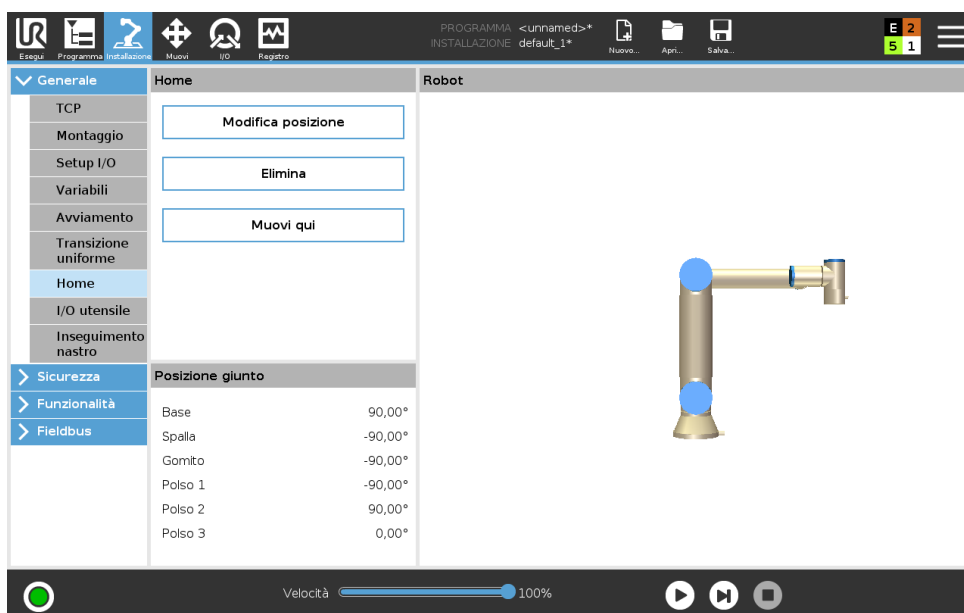 PROGRAMMA <unnamed>*
INSTALLAZIONE default_1*
UR
Esegui Programma Installazione Muovi I/O Registro
Nuovo... Apri... Salva...
E 2
5 1
Generale
TCP
Montaggio
Setup I/O
Variabili
Avviamento
Transizione
uniforme
Home
I/O utensile
Inseguimento
nastro
Sicurezza
Funzionalità
Fieldbus
Home
Modifica posizione
Elimina
Muovi qui
Posizione giunto
Base 90,00°
Spalla -90,00°
Gomito -90,00°
Polso 1 -90,00°
Polso 2 90,00°
Polso 3 0,00°
Robot
Velocità 100%